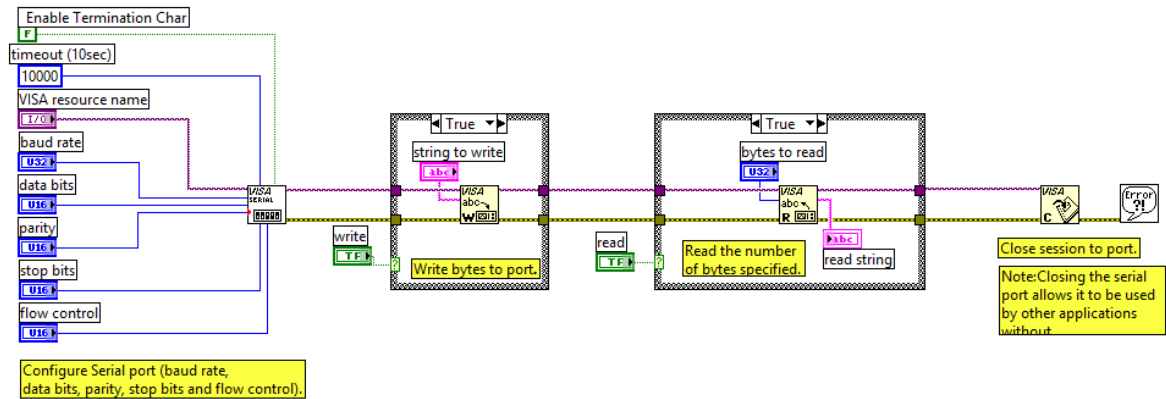 Enable Termination Char
F
timeout (10sec)
10000
VISA resource name
I/O
baud rate
U32
data bits
U16
parity
U16
stop bits
U16
flow control
U16
Configure Serial port (baud rate,
data bits, parity, stop bits and flow control).
VISA
SERIAL
write
TF
?
True
string to write
abc
VISA
abc
W
Write bytes to port.
read
TF
?
True
bytes to read
U32
VISA
abc
R
abc
read string
Read the number
of bytes specified.
VISA
C
Error
?!
Close session to port.
Note:Closing the serial
port allows it to be used
by other applications
without